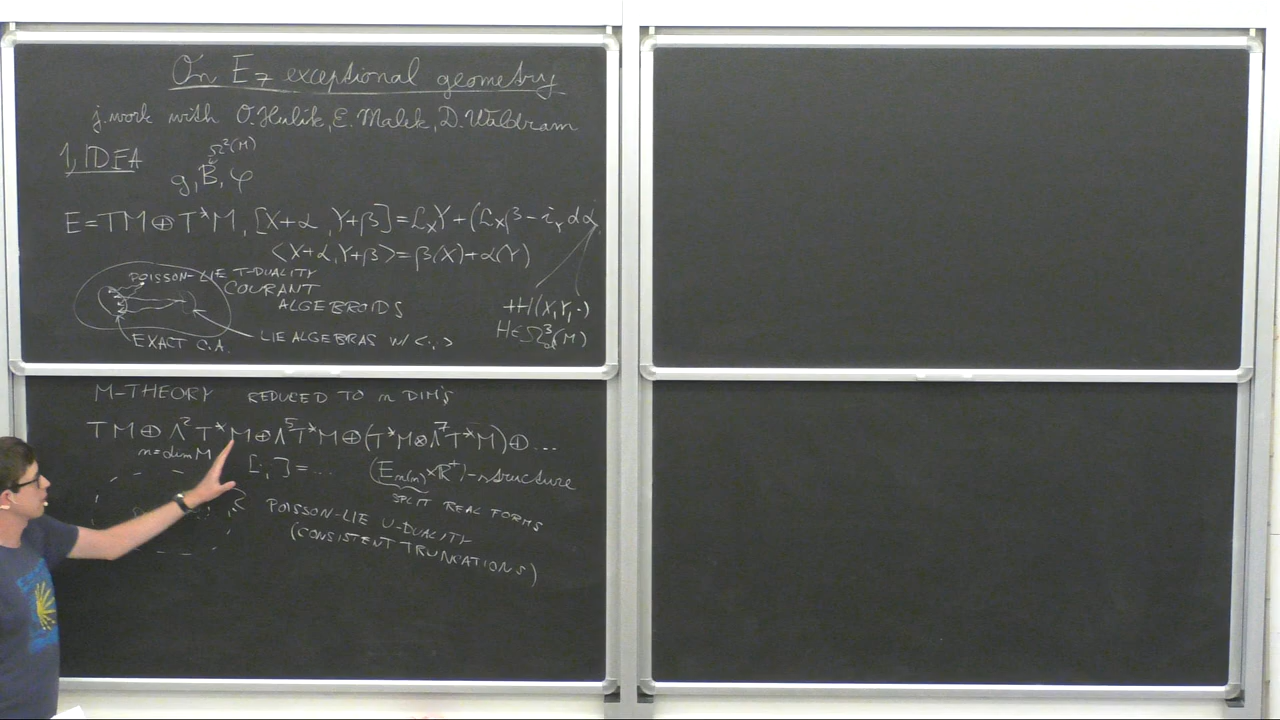 On E7 exceptional geometry
j. work with O. Hulik, E. Malek, D. Waldram
1, IDEA
Ω²(M)
g, B, φ
E = TM ⊕ T*M, [X+α, Y+β] = ℒ_X Y + (ℒ_X β − i_Y dα
<X+α, Y+β> = β(X) + α(Y)
+H(X,Y,·)
H ∈ Ω³_cl(M)
POISSON-LIE T-DUALITY
COURANT
ALGEBROIDS
EXACT C.A.
LIE ALGEBRAS W/ <·,·>
M-THEORY REDUCED TO n DIM'S
TM ⊕ Λ²T*M ⊕ Λ⁵T*M ⊕ (T*M ⊗ Λ⁷T*M) ⊕ ...
n = dim M
[·,·] = ... (E_n(n) × ℝ⁺)-structure
SPLIT REAL FORMS
POISSON-LIE U-DUALITY
(CONSISTENT TRUNCATIONS)